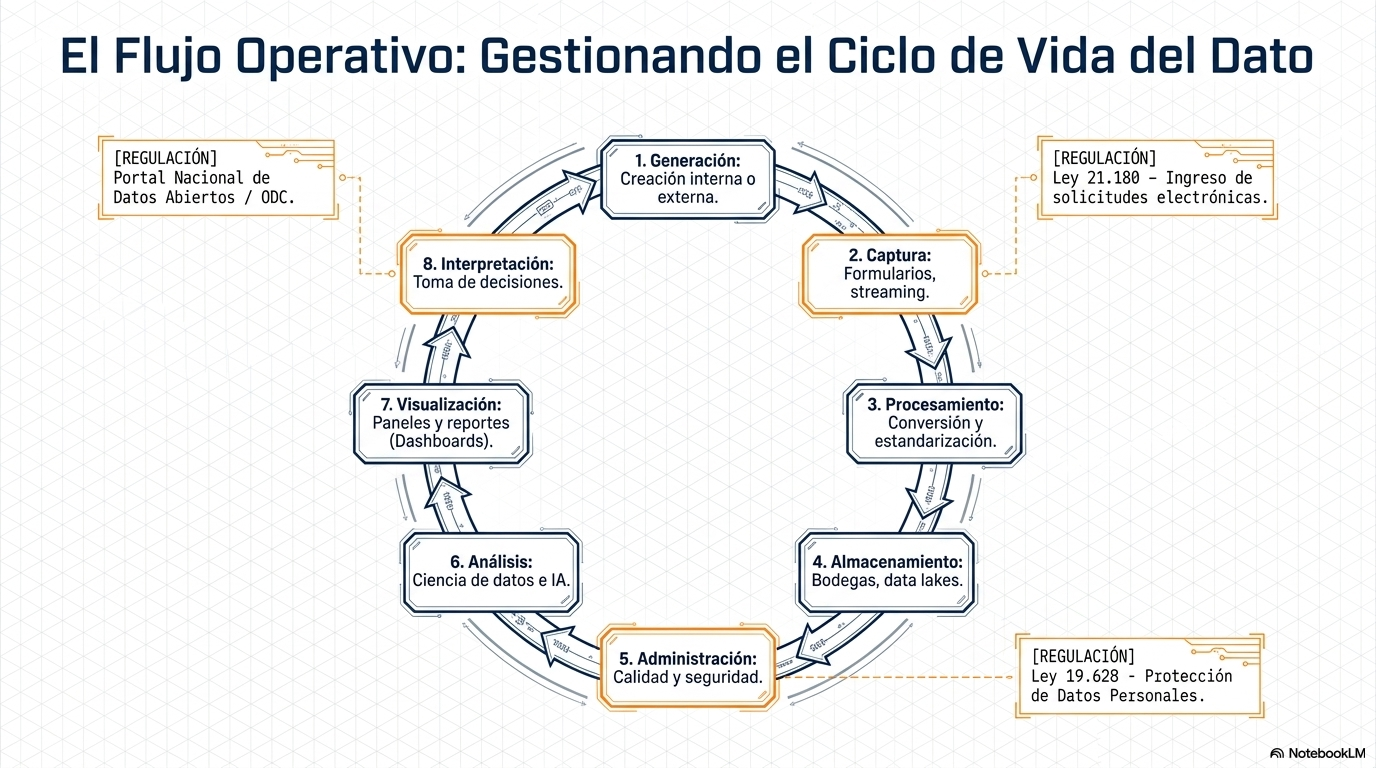 El Flujo Operativo: Gestionando el Ciclo de Vida del Dato
[REGULACIÓN]
Portal Nacional de
Datos Abiertos / ODC.
1. Generación:
Creación interna o
externa.
[REGULACIÓN]
Ley 21.180 – Ingreso de
solicitudes electrónicas.
8. Interpretación:
Toma de decisiones.
2. Captura:
Formularios,
streaming.
7. Visualización:
Paneles y reportes
(Dashboards).
3. Procesamiento:
Conversión y
estandarización.
6. Análisis:
Ciencia de datos e IA.
4. Almacenamiento:
Bodegas, data lakes.
5. Administración:
Calidad y seguridad.
[REGULACIÓN]
Ley 19.628 - Protección
de Datos Personales.
NotebookLM